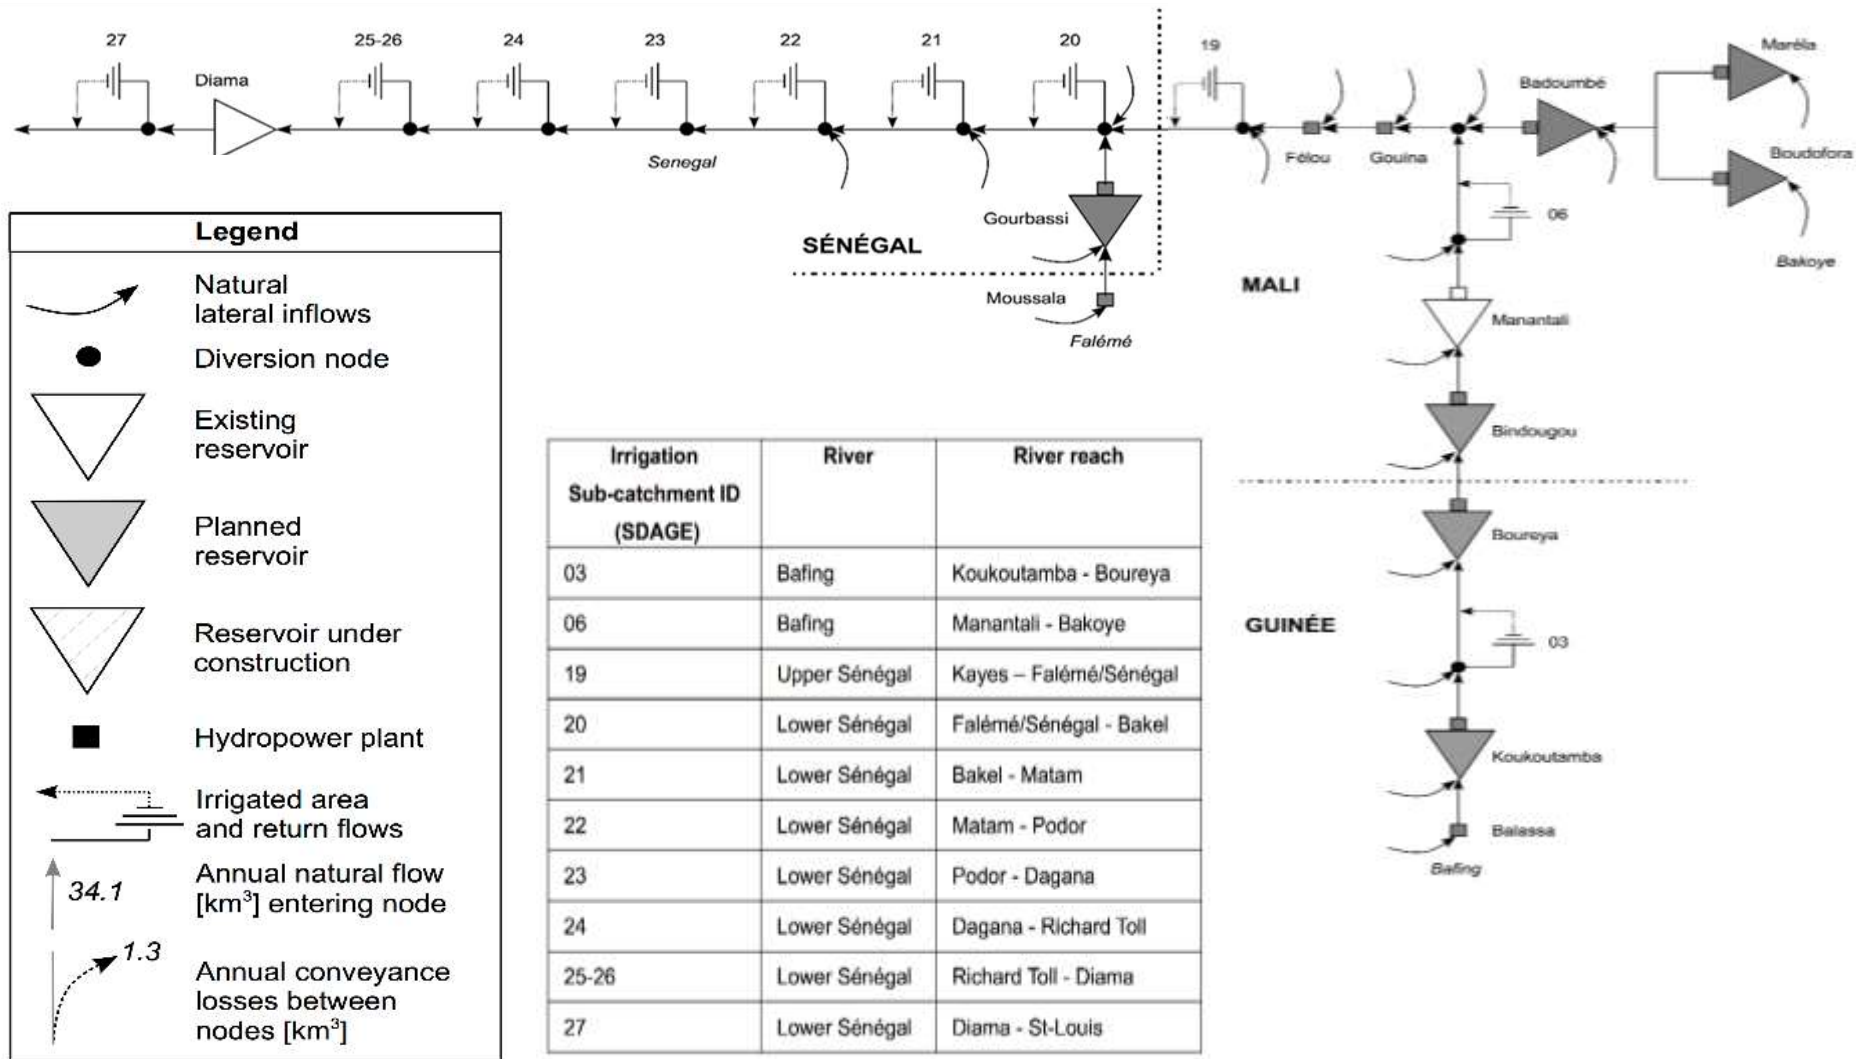 27
25-26
24
23
22
21
20
19
Diama
Senegal
Félou
Gouina
Badoumbé
Maréla
Boudofora
Bakoye
06
Gourbassi
SÉNÉGAL
Moussala
Falémé
MALI
Manantali
Bindougou
Boureya
GUINÉE
03
Koukoutamba
Balassa
Bafing
Legend
Natural
lateral inflows
Diversion node
Existing
reservoir
Planned
reservoir
Reservoir under
construction
Hydropower plant
Irrigated area
and return flows
34.1
Annual natural flow
[km³] entering node
1.3
Annual conveyance
losses between
nodes [km³]
Irrigation River River reach
Sub-catchment ID
(SDAGE)
03 Bafing Koukoutamba - Boureya
06 Bafing Manantali - Bakoye
19 Upper Sénégal Kayes – Falémé/Sénégal
20 Lower Sénégal Falémé/Sénégal - Bakel
21 Lower Sénégal Bakel - Matam
22 Lower Sénégal Matam - Podor
23 Lower Sénégal Podor - Dagana
24 Lower Sénégal Dagana - Richard Toll
25-26 Lower Sénégal Richard Toll - Diama
27 Lower Sénégal Diama - St-Louis